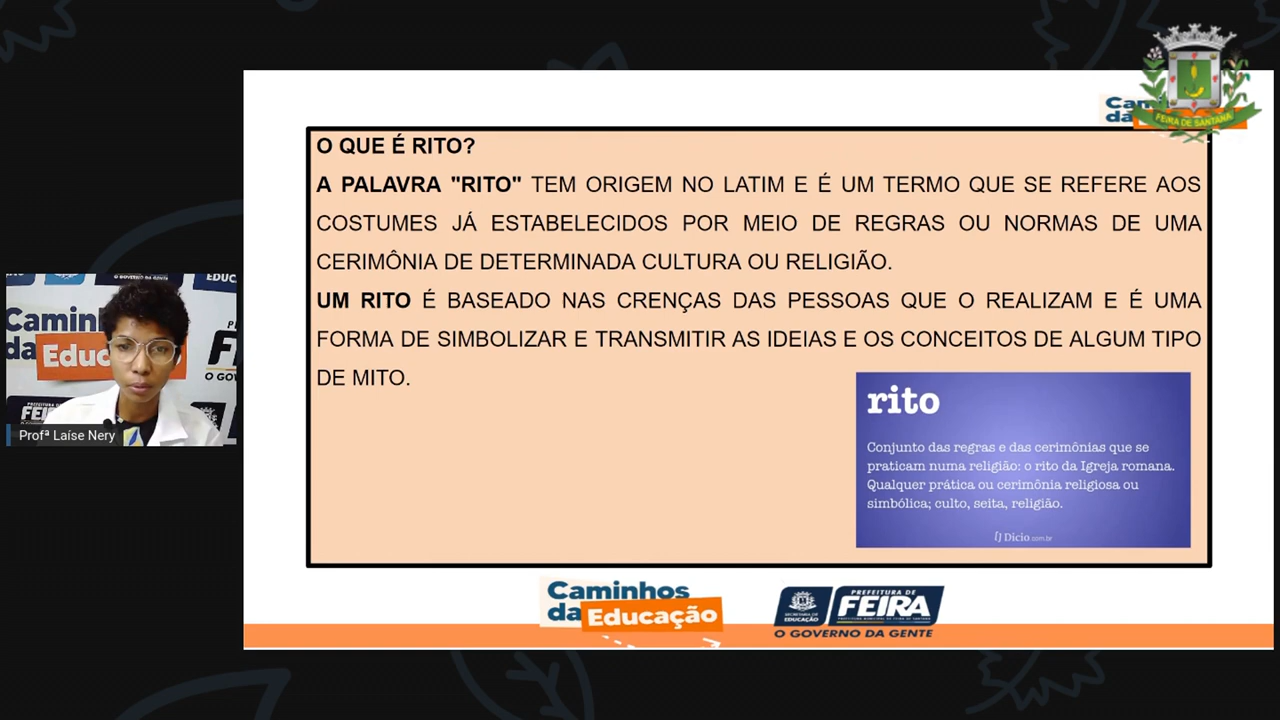 FEIRA DE SANTANA
O QUE É RITO?
A PALAVRA "RITO" TEM ORIGEM NO LATIM E É UM TERMO QUE SE REFERE AOS
COSTUMES JÁ ESTABELECIDOS POR MEIO DE REGRAS OU NORMAS DE UMA
CERIMÔNIA DE DETERMINADA CULTURA OU RELIGIÃO.
UM RITO É BASEADO NAS CRENÇAS DAS PESSOAS QUE O REALIZAM E É UMA
FORMA DE SIMBOLIZAR E TRANSMITIR AS IDEIAS E OS CONCEITOS DE ALGUM TIPO
DE MITO.
rito
Conjunto das regras e das cerimônias que se
praticam numa religião: o rito da Igreja romana.
Qualquer prática ou cerimônia religiosa ou
simbólica; culto, seita, religião.
Dicio.com.br
O GOVERNO DA GENTE
Caminh
da Educ
FEIR
Profª Laíse Nery
Caminhos
da Educação
SECRETARIA DE
EDUCAÇÃO
PREFEITURA DE
FEIRA
O GOVERNO DA GENTE